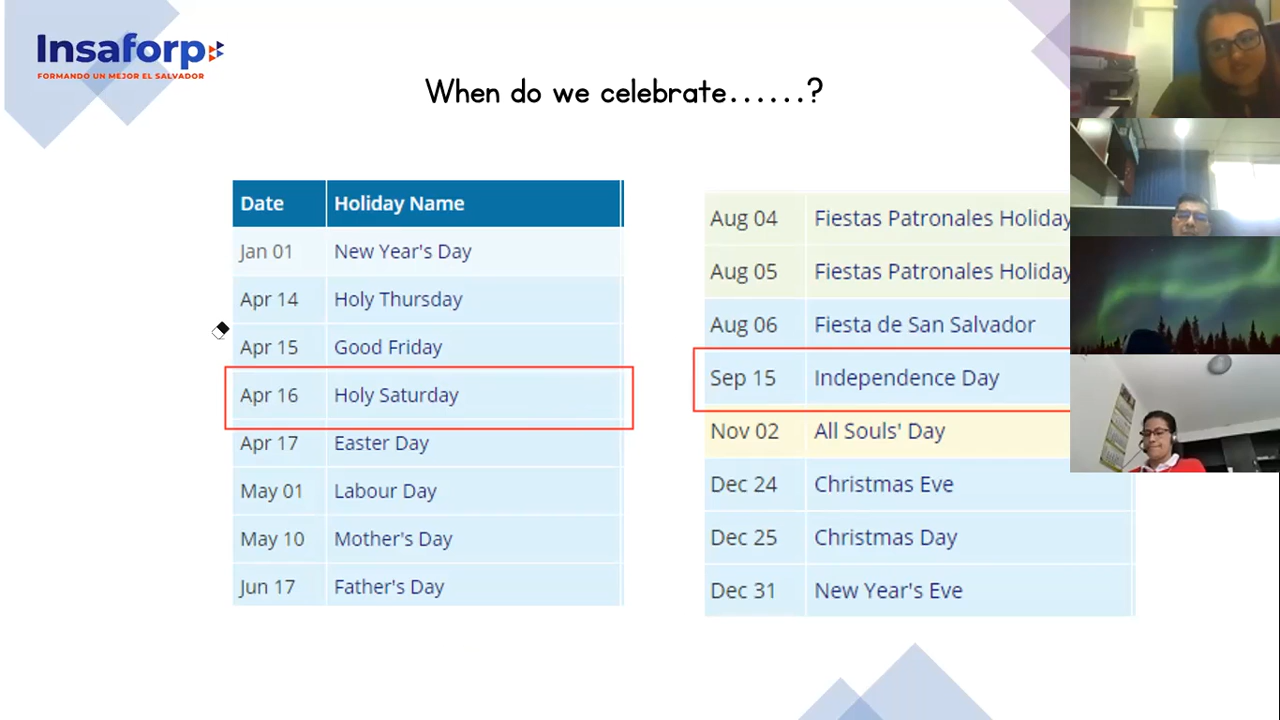 Insaforp
FORMANDO UN MEJOR EL SALVADOR
When do we celebrate......?
Date Holiday Name
Jan 01 New Year's Day
Apr 14 Holy Thursday
Apr 15 Good Friday
Apr 16 Holy Saturday
Apr 17 Easter Day
May 01 Labour Day
May 10 Mother's Day
Jun 17 Father's Day
Aug 04 Fiestas Patronales Holiday
Aug 05 Fiestas Patronales Holiday
Aug 06 Fiesta de San Salvador
Sep 15 Independence Day
Nov 02 All Souls' Day
Dec 24 Christmas Eve
Dec 25 Christmas Day
Dec 31 New Year's Eve